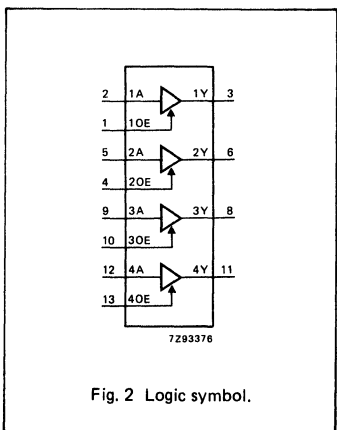 2 1A 1Y 3
1 1OE
5 2A 2Y 6
4 2OE
9 3A 3Y 8
10 3OE
12 4A 4Y 11
13 4OE
7Z93376
Fig. 2 Logic symbol.